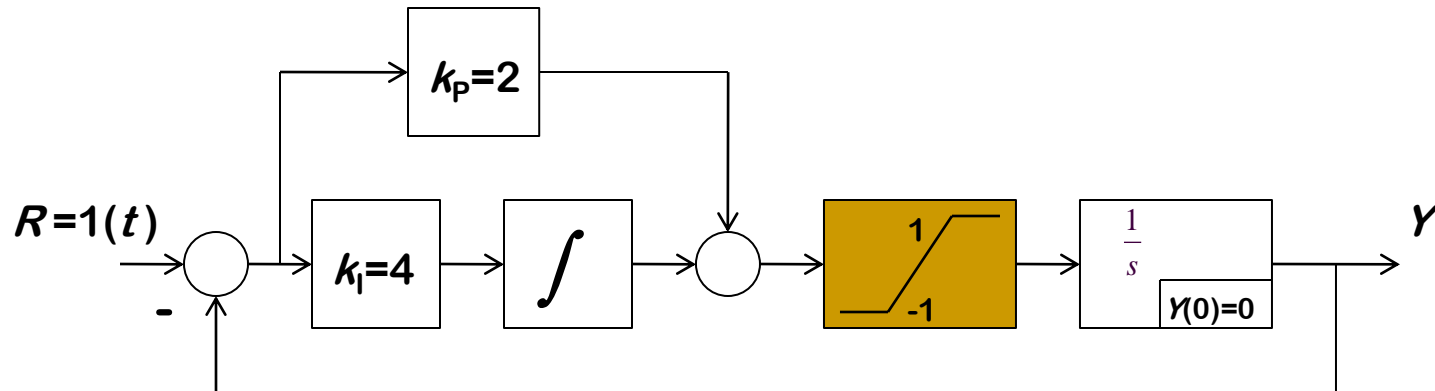 kP=2
R=1(t)
-
kI=4
∫
1
-1
1
s
Y(0)=0
Y